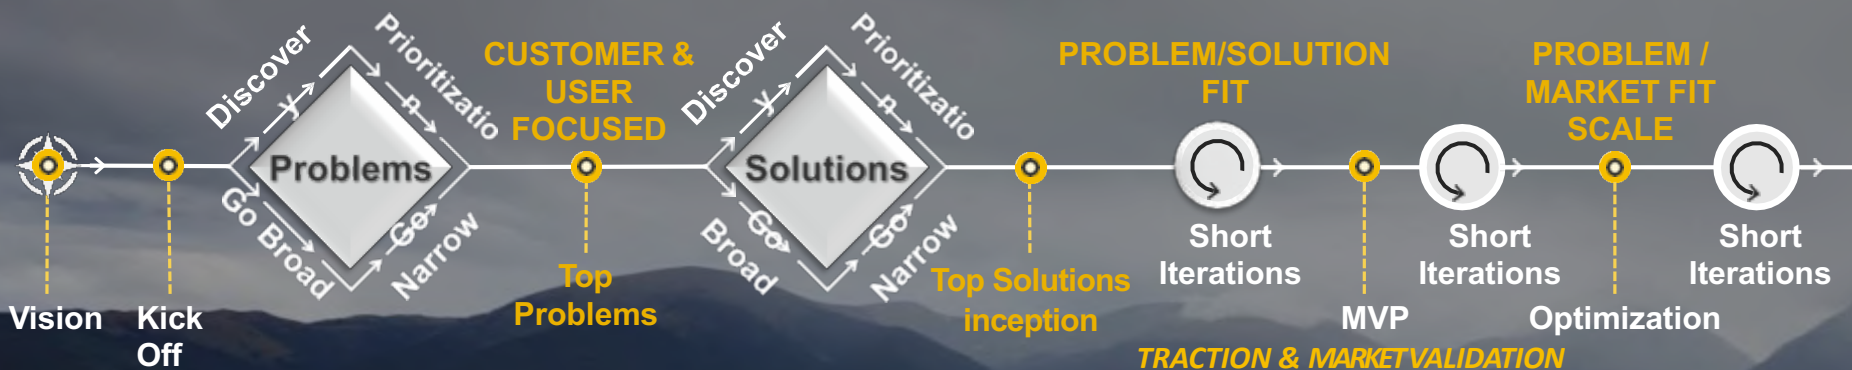 Vision
Kick
Off
Discover
y
Prioritizatio
n
Problems
Go Broad
Go
Narrow
CUSTOMER &
USER
FOCUSED
Top
Problems
Discover
y
Prioritizatio
n
Solutions
Go
Broad
Go
Narrow
Top Solutions
inception
PROBLEM/SOLUTION
FIT
Short
Iterations
MVP
TRACTION & MARKETVALIDATION
Short
Iterations
PROBLEM /
MARKET FIT
SCALE
Optimization
Short
Iterations